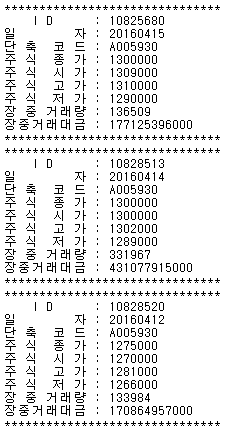 ********************************
I D : 10825680
일 자 : 20160415
단 축 코 드 : A005930
주 식 종 가 : 1300000
주 식 시 가 : 1309000
주 식 고 가 : 1310000
주 식 저 가 : 1290000
장 중 거 래 량 : 136509
장중거래대금 : 177125396000
********************************
********************************
I D : 10828513
일 자 : 20160414
단 축 코 드 : A005930
주 식 종 가 : 1300000
주 식 시 가 : 1300000
주 식 고 가 : 1302000
주 식 저 가 : 1289000
장 중 거 래 량 : 331967
장중거래대금 : 431077915000
********************************
********************************
I D : 10828520
일 자 : 20160412
단 축 코 드 : A005930
주 식 종 가 : 1275000
주 식 시 가 : 1270000
주 식 고 가 : 1281000
주 식 저 가 : 1266000
장 중 거 래 량 : 133984
장중거래대금 : 170864957000
********************************